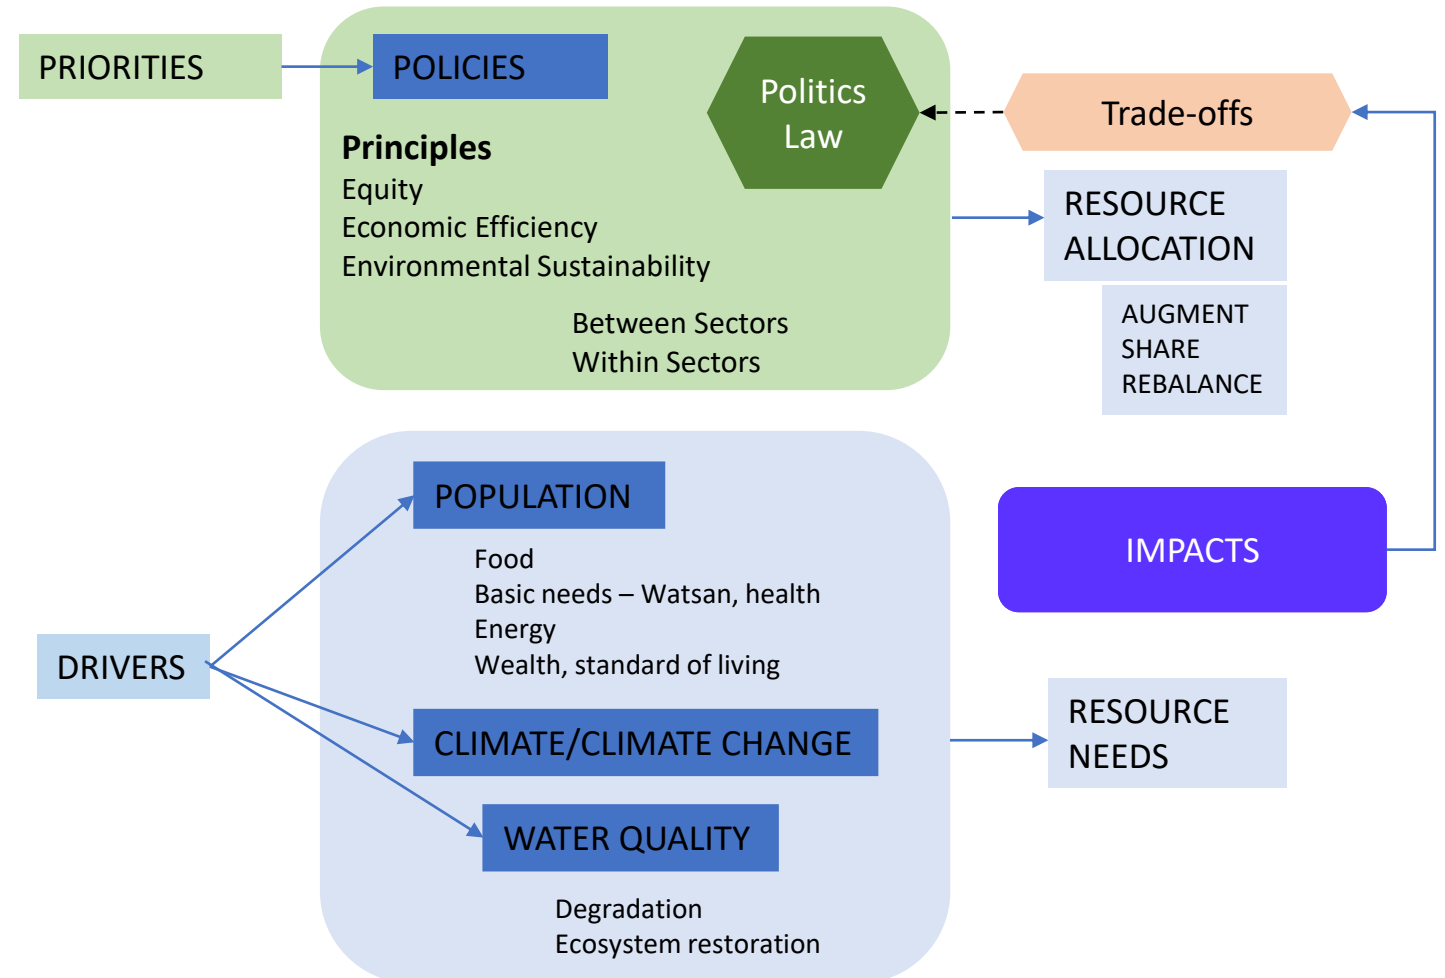 PRIORITIES
POLICIES
Politics
Law
Trade-offs
Principles
Equity
Economic Efficiency
Environmental Sustainability
Between Sectors
Within Sectors
RESOURCE
ALLOCATION
AUGMENT
SHARE
REBALANCE
DRIVERS
POPULATION
Food
Basic needs – Watsan, health
Energy
Wealth, standard of living
CLIMATE/CLIMATE CHANGE
WATER QUALITY
Degradation
Ecosystem restoration
IMPACTS
RESOURCE
NEEDS